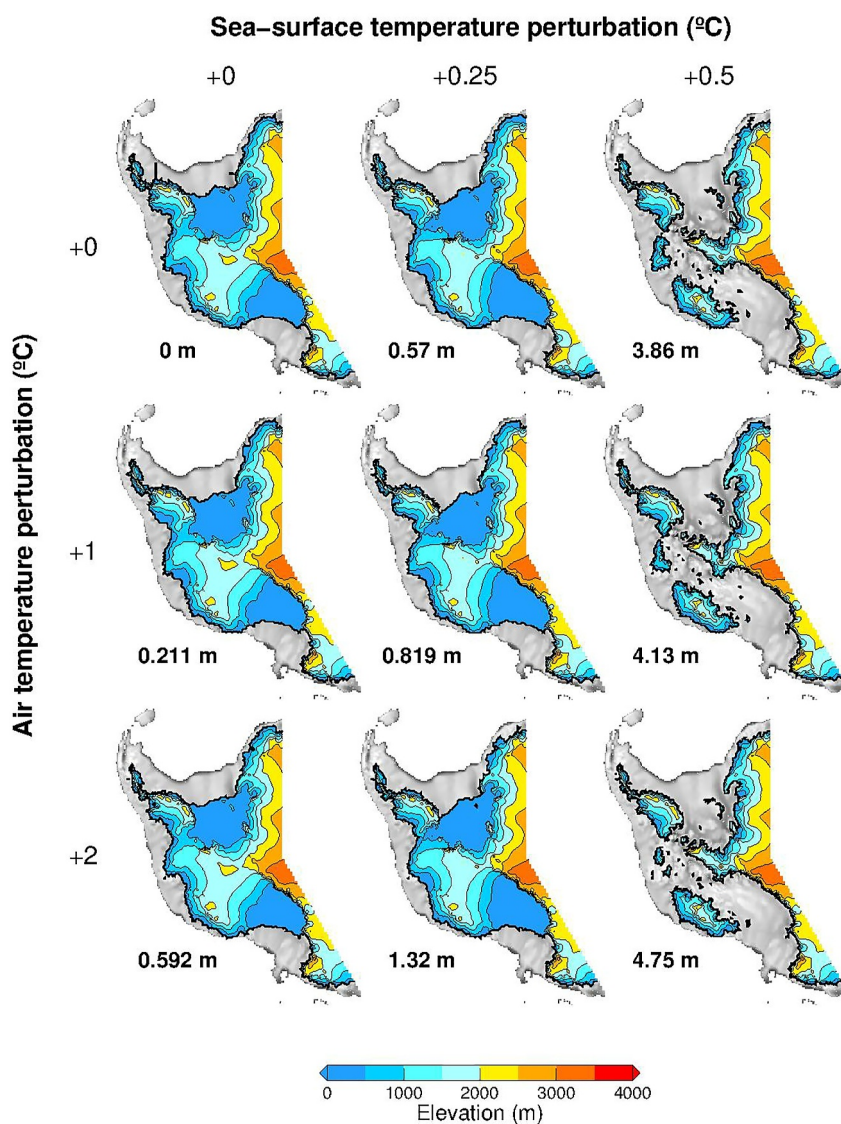 Sea−surface temperature perturbation (ºC)
+0 +0.25 +0.5
Air temperature perturbation (ºC)
+0
0 m 0.57 m 3.86 m
+1
0.211 m 0.819 m 4.13 m
+2
0.592 m 1.32 m 4.75 m
0 1000 2000 3000 4000
Elevation (m)